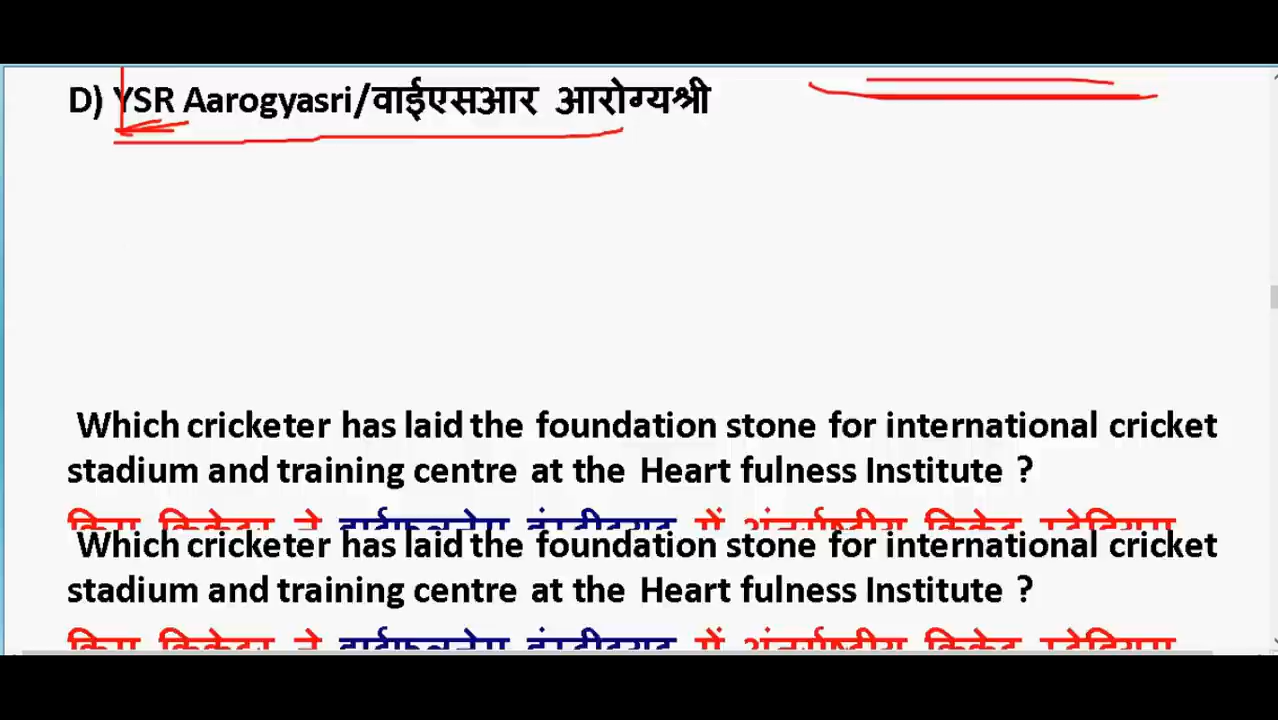 D) YSR Aarogyasri/वाईएसआर आरोग्यश्री
Which cricketer has laid the foundation stone for international cricket
stadium and training centre at the Heart fulness Institute ?
Which cricketer has laid the foundation stone for international cricket
stadium and training centre at the Heart fulness Institute ?